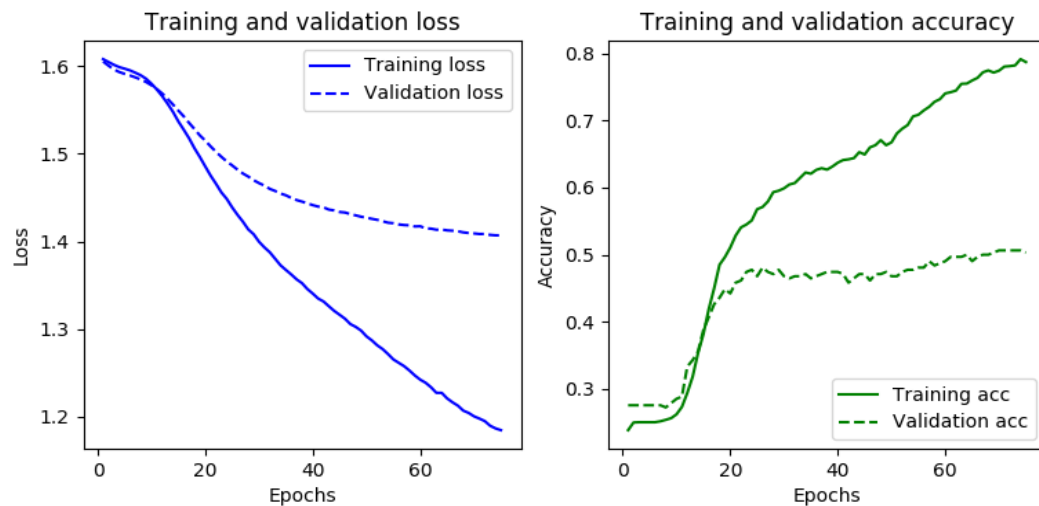 Training and validation loss
1.6
1.5
1.4
1.3
1.2
Loss
Training loss
Validation loss
0
20
40
60
Epochs
Training and validation accuracy
0.8
0.7
0.6
0.5
0.4
0.3
Accuracy
Training acc
Validation acc
0
20
40
60
Epochs